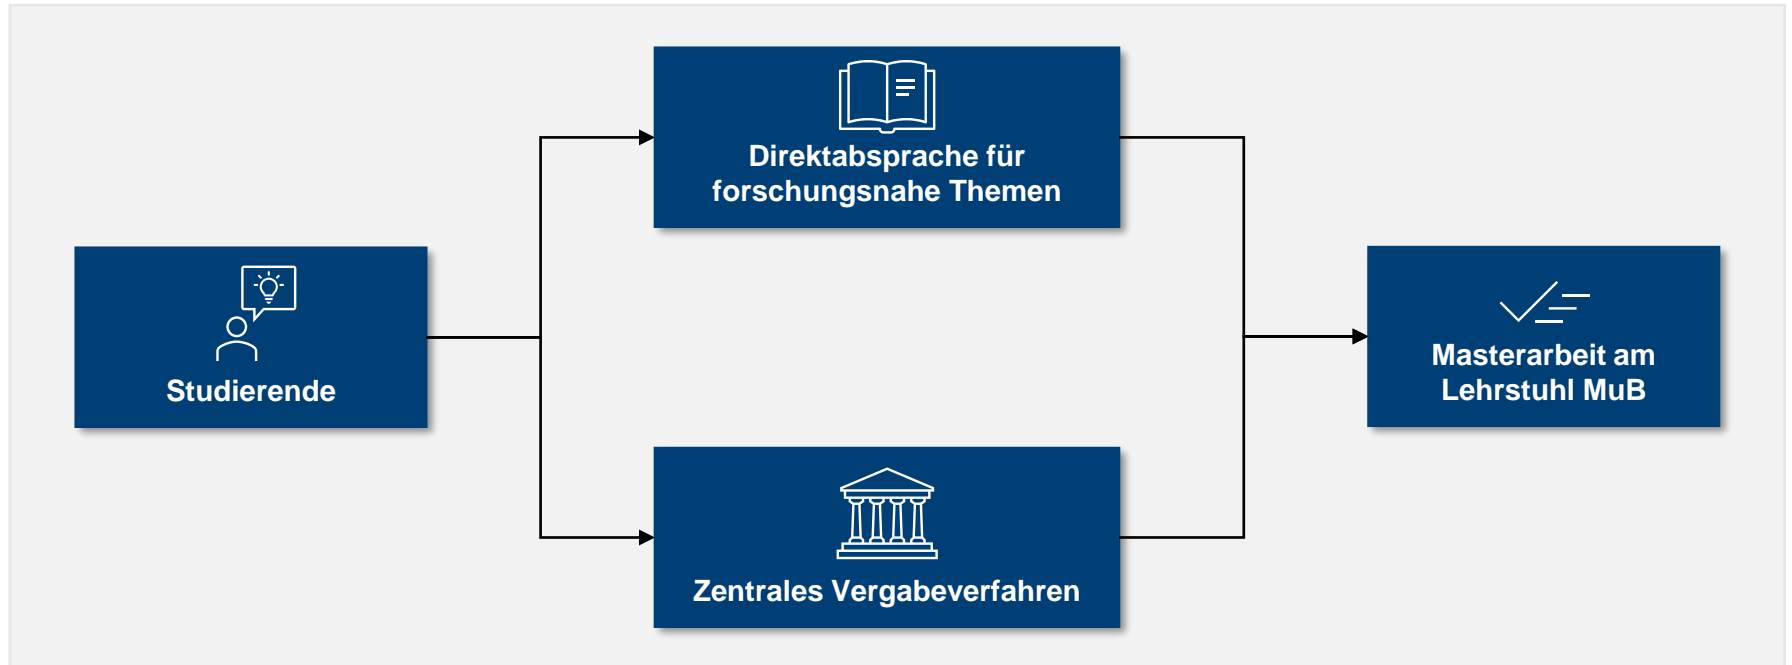 Direktabsprache für
forschungsnahe Themen
Studierende
Masterarbeit am
Lehrstuhl MuB
Zentrales Vergabeverfahren